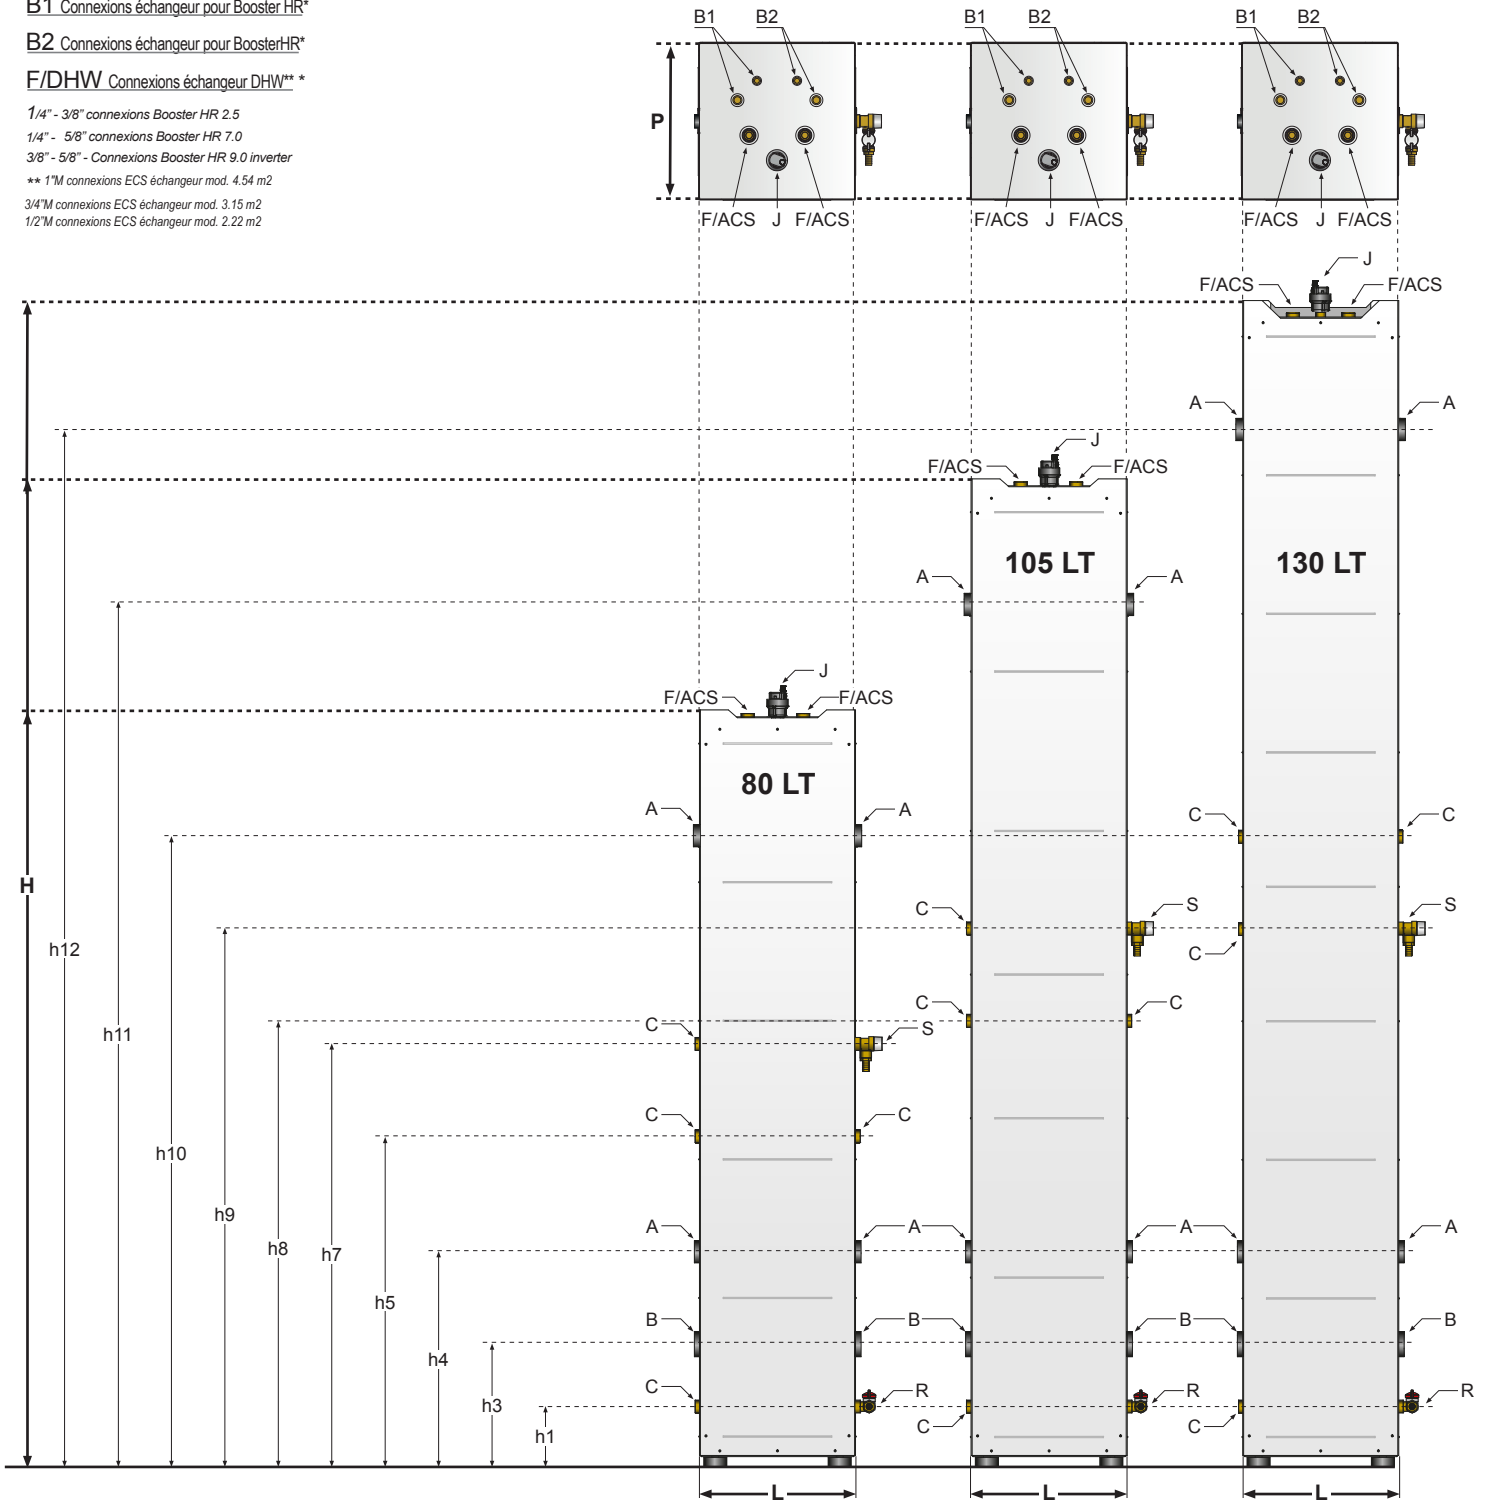 B1 Connexions échangeur pour Booster HR*
B2 Connexions échangeur pour BoosterHR*
F/DHW Connexions échangeur DHW** *
1/4" - 3/8" connexions Booster HR 2.5
1/4" - 5/8" connexions Booster HR 7.0
3/8" - 5/8" - Connexions Booster HR 9.0 inverter
** 1"M connexions ECS échangeur mod. 4.54 m2
3/4"M connexions ECS échangeur mod. 3.15 m2
1/2"M connexions ECS échangeur mod. 2.22 m2
B1 B2 B1 B2 B1 B2
P
F/ACS J F/ACS F/ACS J F/ACS F/ACS J F/ACS
J
F/ACS F/ACS
A A
J
F/ACS F/ACS
105 LT 130 LT
A A
J
F/ACS F/ACS
80 LT
A A
C C
H
C S S
h12
C
C C
C S
h11
C C
h10
h9
A A A A
h8
h7
h5
B B B B
h4
C R R R
h3
C C
h1
L L L